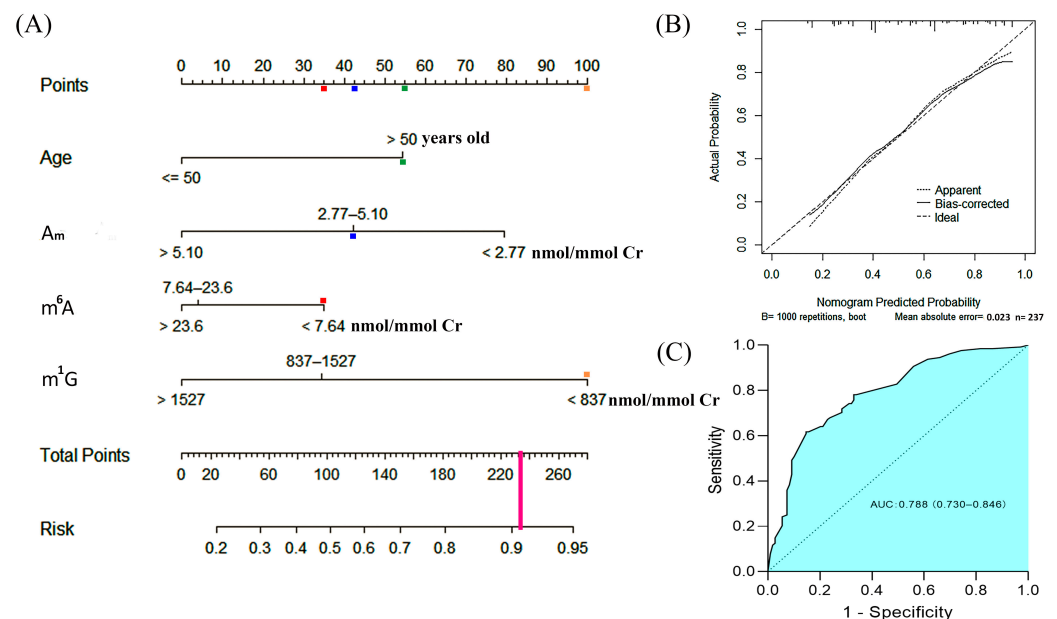 (A)
Points
0 10 20 30 40 50 60 70 80 90 100
Age
> 50 years old
<= 50
Am
2.77–5.10
> 5.10
< 2.77 nmol/mmol Cr
m⁶A
7.64–23.6
> 23.6
< 7.64 nmol/mmol Cr
m¹G
837–1527
> 1527
< 837 nmol/mmol Cr
Total Points
0 20 40 60 80 100 140 180 220 260
Risk
0.2 0.3 0.4 0.5 0.6 0.7 0.8 0.9 0.95
(B)
Actual Probability
1.0
0.8
0.6
0.4
0.2
0.0
Apparent
Bias-corrected
Ideal
0.0 0.2 0.4 0.6 0.8 1.0
Nomogram Predicted Probability
B= 1000 repetitions, boot Mean absolute error= 0.023 n= 237
(C)
Sensitivity
1.0
0.8
0.6
0.4
0.2
0.0
AUC:0.788 (0.730–0.846)
0.0 0.2 0.4 0.6 0.8 1.0
1 - Specificity